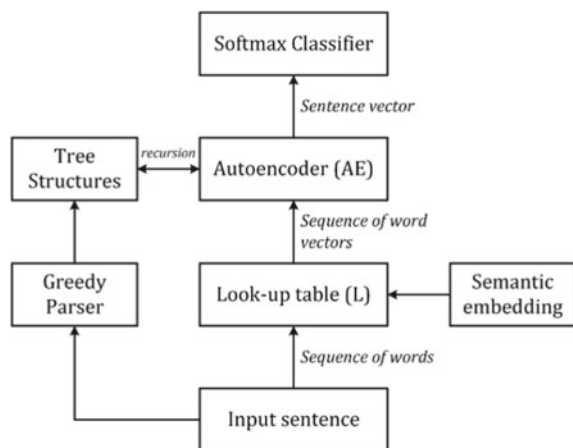 Softmax Classifier
Sentence vector
Tree
Structures
recursion
Autoencoder (AE)
Sequence of word
vectors
Greedy
Parser
Look-up table (L)
Semantic
embedding
Sequence of words
Input sentence